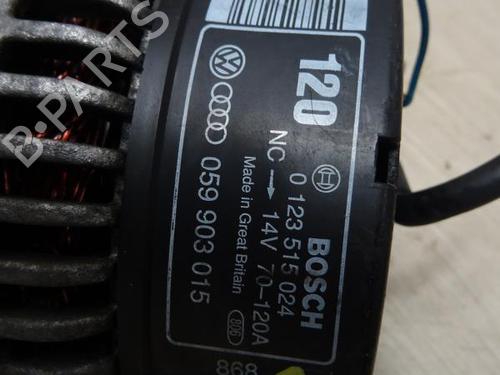 B-PARTS
120
BOSCH
0 123 515 024
NC → 14V 70-120A
Made in Great Britain
059 903 015
806
868